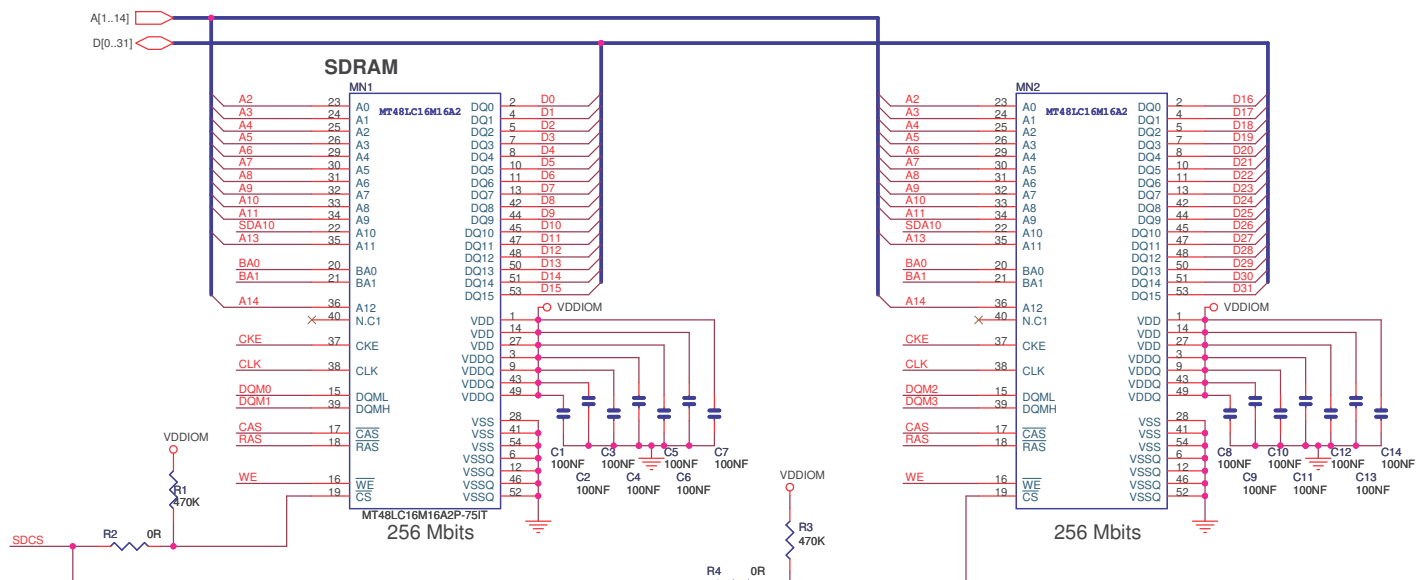 A[1..14]
D[0..31]
SDRAM
MN1 MN2
MT48LC16M16A2 MT48LC16M16A2
A2 23 A0 DQ0 2 D0 A2 23 A0 DQ0 2 D16
A3 24 A1 DQ1 4 D1 A3 24 A1 DQ1 4 D17
A4 25 A2 DQ2 5 D2 A4 25 A2 DQ2 5 D18
A5 26 A3 DQ3 7 D3 A5 26 A3 DQ3 7 D19
A6 29 A4 DQ4 8 D4 A6 29 A4 DQ4 8 D20
A7 30 A5 DQ5 10 D5 A7 30 A5 DQ5 10 D21
A8 31 A6 DQ6 11 D6 A8 31 A6 DQ6 11 D22
A9 32 A7 DQ7 13 D7 A9 32 A7 DQ7 13 D23
A10 33 A8 DQ8 42 D8 A10 33 A8 DQ8 42 D24
A11 34 A9 DQ9 44 D9 A11 34 A9 DQ9 44 D25
SDA10 22 A10 DQ10 45 D10 SDA10 22 A10 DQ10 45 D26
A13 35 A11 DQ11 47 D11 A13 35 A11 DQ11 47 D27
DQ12 48 D12 DQ12 48 D28
BA0 20 BA0 DQ13 50 D13 BA0 20 BA0 DQ13 50 D29
BA1 21 BA1 DQ14 51 D14 BA1 21 BA1 DQ14 51 D30
DQ15 53 D15 DQ15 53 D31
A14 36 A12 VDDIOM A14 36 A12 VDDIOM
40 N.C1 VDD 1 40 N.C1 VDD 1
VDD 14 VDD 14
CKE 37 CKE VDD 27 CKE 37 CKE VDD 27
VDDQ 3 VDDQ 3
CLK 38 CLK VDDQ 9 CLK 38 CLK VDDQ 9
VDDQ 43 VDDQ 43
DQM0 15 DQML VDDQ 49 DQM2 15 DQML VDDQ 49
DQM1 39 DQMH DQM3 39 DQMH
VSS 28 VSS 28
CAS 17 CAS VSS 41 CAS 17 CAS VSS 41
VDDIOM RAS 18 RAS VSS 54 RAS 18 RAS VSS 54
VSSQ 6 C1 100NF C3 100NF C5 100NF C7 100NF VSSQ 6 C8 100NF C10 100NF C12 100NF C14 100NF
VSSQ 12 VDDIOM VSSQ 12
WE 16 WE VSSQ 46 C2 100NF C4 100NF C6 100NF WE 16 WE VSSQ 46 C9 100NF C11 100NF C13 100NF
R1 470K 19 CS VSSQ 52 19 CS VSSQ 52
MT48LC16M16A2P-75IT
256 Mbits R3 470K 256 Mbits
SDCS R2 0R
R4 0R